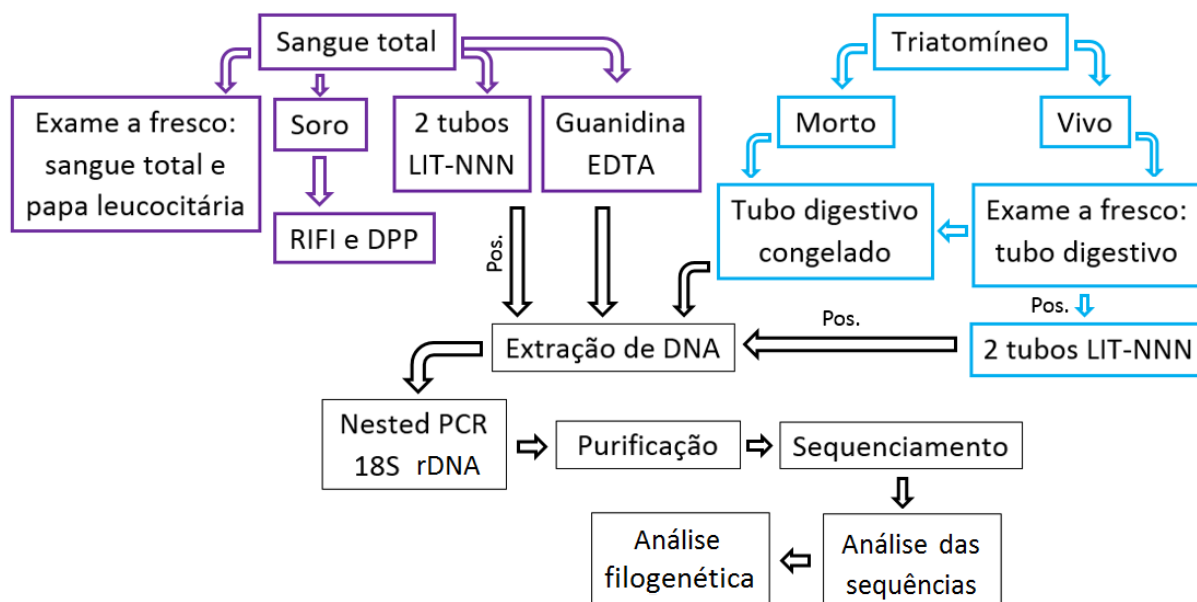 Sangue total
Triatomíneo
Exame a fresco:
sangue total e
papa leucocitária
Soro
2 tubos
LIT-NNN
Guanidina
EDTA
Morto
Vivo
RIFI e DPP
Tubo digestivo
congelado
Exame a fresco:
tubo digestivo
Pos.
Pos.
Pos.
Extração de DNA
2 tubos LIT-NNN
Nested PCR
18S rDNA
Purificação
Sequenciamento
Análise
filogenética
Análise das
sequências